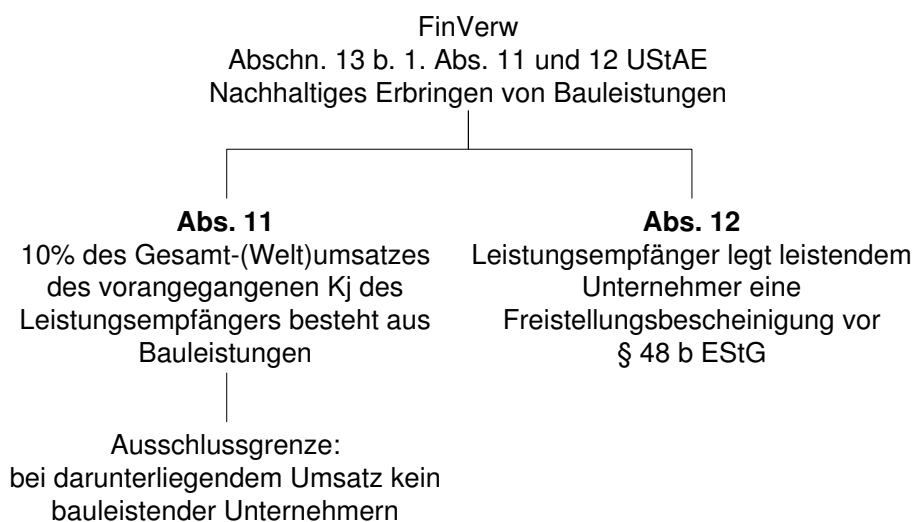 FinVerw
Abschn. 13 b. 1. Abs. 11 und 12 UStAE
Nachhaltiges Erbringen von Bauleistungen
Abs. 11
10% des Gesamt-(Welt)umsatzes
des vorangegangenen Kj des
Leistungsempfängers besteht aus
Bauleistungen
Ausschlussgrenze:
bei darunterliegendem Umsatz kein
bauleistender Unternehmern
Abs. 12
Leistungsempfänger legt leistendem
Unternehmer eine
Freistellungsbescheinigung vor
§ 48 b EStG